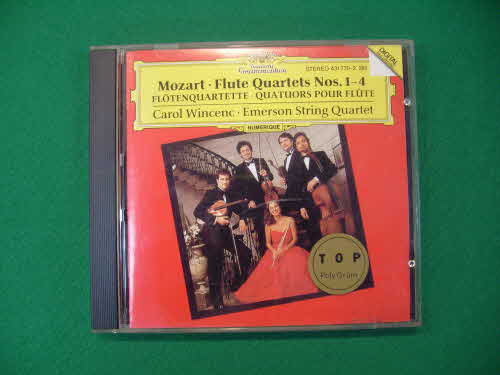 Deutsche
Grammophon
STEREO 431 770-2
DIGITAL
Mozart · Flute Quartets Nos. 1-4
FLÖTENQUARTETTE · QUATUORS POUR FLÛTE
Carol Wincenc · Emerson String Quartet
NUMERIQUE
TOP
PolyGram